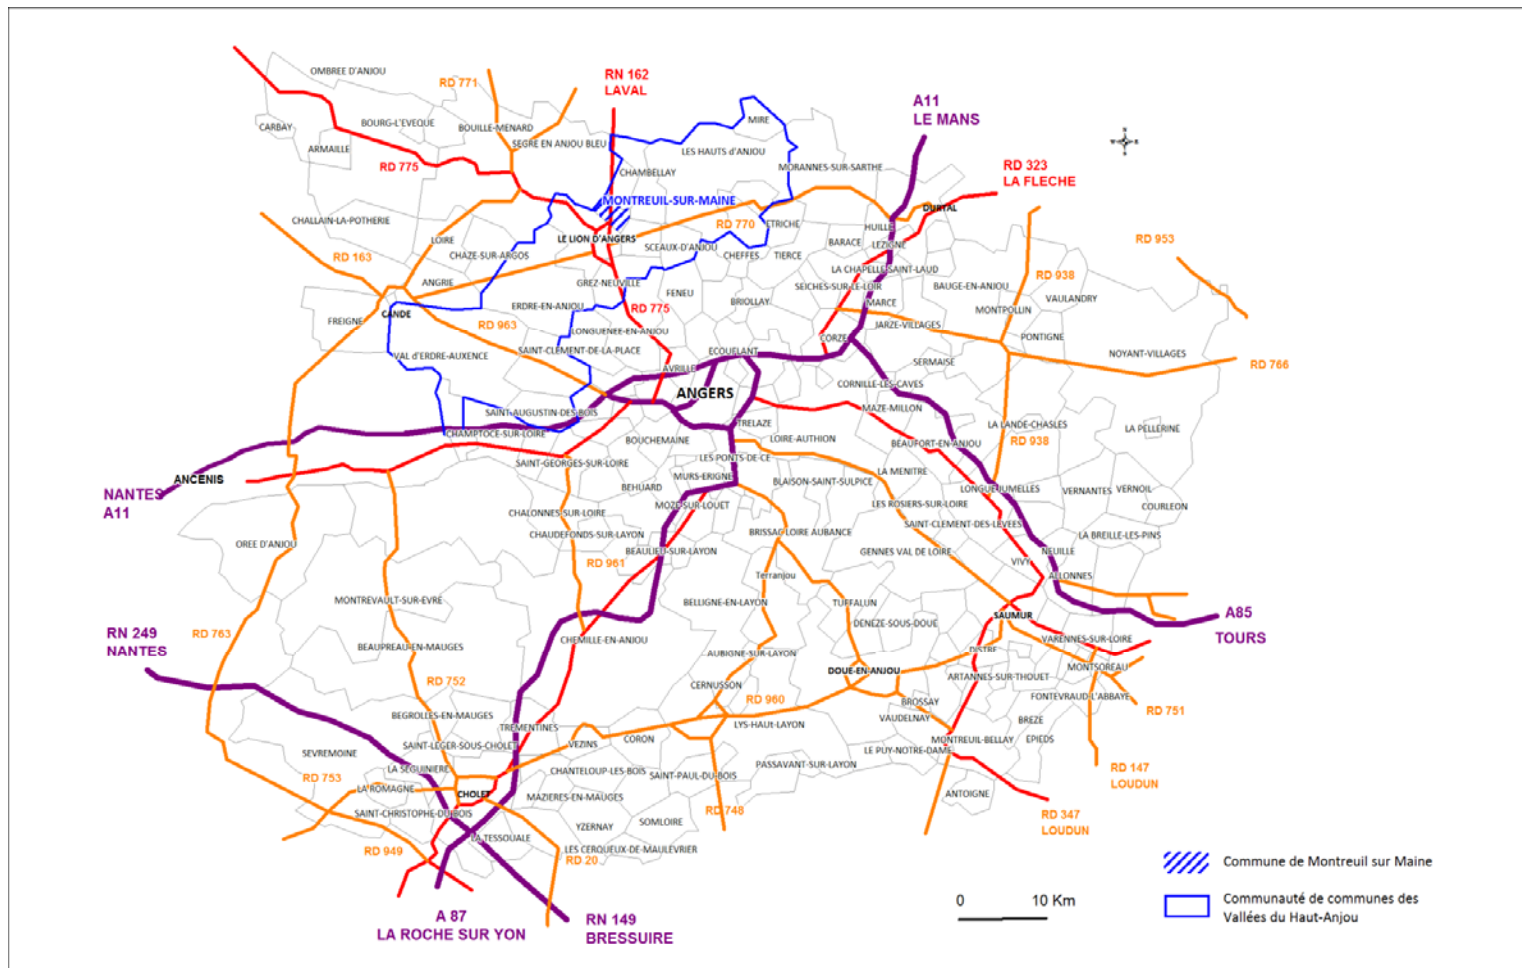 OMBREE D'ANJOU
RD 771
RN 162
LAVAL
A11
LE MANS
CARBAY
BOURG-L'EVEQUE
BOUILLE-MENARD
MIRE
ARMAILLE
SEGRE EN ANJOU BLEU
LES HAUTS d'ANJOU
RD 775
CHAMBELLAY
MORANNES-SUR-SARTHE
RD 323
LA FLECHE
MONTREUIL-SUR-MAINE
DURTAL
CHALLAIN-LA-POTHERIE
RD 770
ETRICHE
HUILLE
LOIRE
LE LION D'ANGERS
SCEAUX-D'ANJOU
BARACE
LEZIGNE
RD 953
CHAZE-SUR-ARGOS
CHEFFES
TIERCE
RD 163
LA CHAPELLE-SAINT-LAUD
RD 938
ANGRIE
GREZ-NEUVILLE
FENEU
SEICHES-SUR-LE-LOIR
BAUGE-EN-ANJOU
VAULANDRY
ERDRE-EN-ANJOU
RD 775
BRIOLLAY
MARCE
MONTPOLLIN
CANDE
FREIGNE
RD 963
LONGUENEE-EN-ANJOU
JARZE-VILLAGES
PONTIGNE
CORZE
VAL d'ERDRE-AUXENCE
SAINT-CLEMENT-DE-LA-PLACE
ECOUFLANT
SERMAISE
NOYANT-VILLAGES
RD 766
AVRILLE
CORNILLE-LES-CAVES
ANGERS
MAZE-MILLON
SAINT-AUGUSTIN-DES-BOIS
TRELAZE
LA LANDE-CHASLES
LA PELLERINE
CHAMPTOCE-SUR-LOIRE
BOUCHEMAINE
LOIRE-AUTHION
BEAUFORT-EN-ANJOU
RD 938
SAINT-GEORGES-SUR-LOIRE
LES PONTS-DE-CE
LA MENITRE
ANCENIS
MURS-ERIGNE
BLAISON-SAINT-SULPICE
NANTES
A11
BEHUARD
LONGUE-JUMELLES
VERNANTES
VERNOIL
CHALONNES-SUR-LOIRE
MOZE-SUR-LOUET
LES ROSIERS-SUR-LOIRE
COURLEON
CHAUDEFONDS-SUR-LAYON
BRISSAC LOIRE AUBANCE
SAINT-CLEMENT-DES-LEVEES
LA BREILLE-LES-PINS
OREE D'ANJOU
BEAULIEU-SUR-LAYON
GENNES VAL DE LOIRE
NEUILLE
RD 961
VIVY
Terranjou
ALLONNES
MONTREVAULT-SUR-EVRE
BELLIGNE-EN-LAYON
TUFFALUN
SAUMUR
A85
TOURS
RN 249
NANTES
RD 763
DENEZE-SOUS-DOUE
CHEMILLE-EN-ANJOU
VARENNES-SUR-LOIRE
BEAUPREAU-EN-MAUGES
AUBIGNE-SUR-LAYON
DISTRE
DOUE-EN-ANJOU
MONTSOREAU
RD 752
CERNUSSON
ARTANNES-SUR-THOUET
FONTEVRAUD-L'ABBAYE
RD 960
BROSSAY
RD 751
BEGROLLES-EN-MAUGES
TREMENTINES
LYS-HAUt-LAYON
VAUDELNAY
BREZE
SEVREMOINE
SAINT-LEGER-SOUS-CHOLET
VEZINS
CORON
MONTREUIL-BELLAY
EPIEDS
LE PUY-NOTRE-DAME
RD 753
LA SEGUINIERE
CHANTELOUP-LES-BOIS
SAINT-PAUL-DU-BOIS
PASSAVANT-SUR-LAYON
RD 147
LOUDUN
LA ROMAGNE
CHOLET
MAZIERES-EN-MAUGES
ANTOIGNE
SAINT-CHRISTOPHE-DU-BOIS
RD 748
RD 347
LOUDUN
YZERNAY
SOMLOIRE
LA TESSOUALE
RD 949
LES CERQUEUX-DE-MAULEVRIER
RD 20
A 87
LA ROCHE SUR YON
RN 149
BRESSUIRE
0 10 Km
Commune de Montreuil sur Maine
Communauté de communes des
Vallées du Haut-Anjou